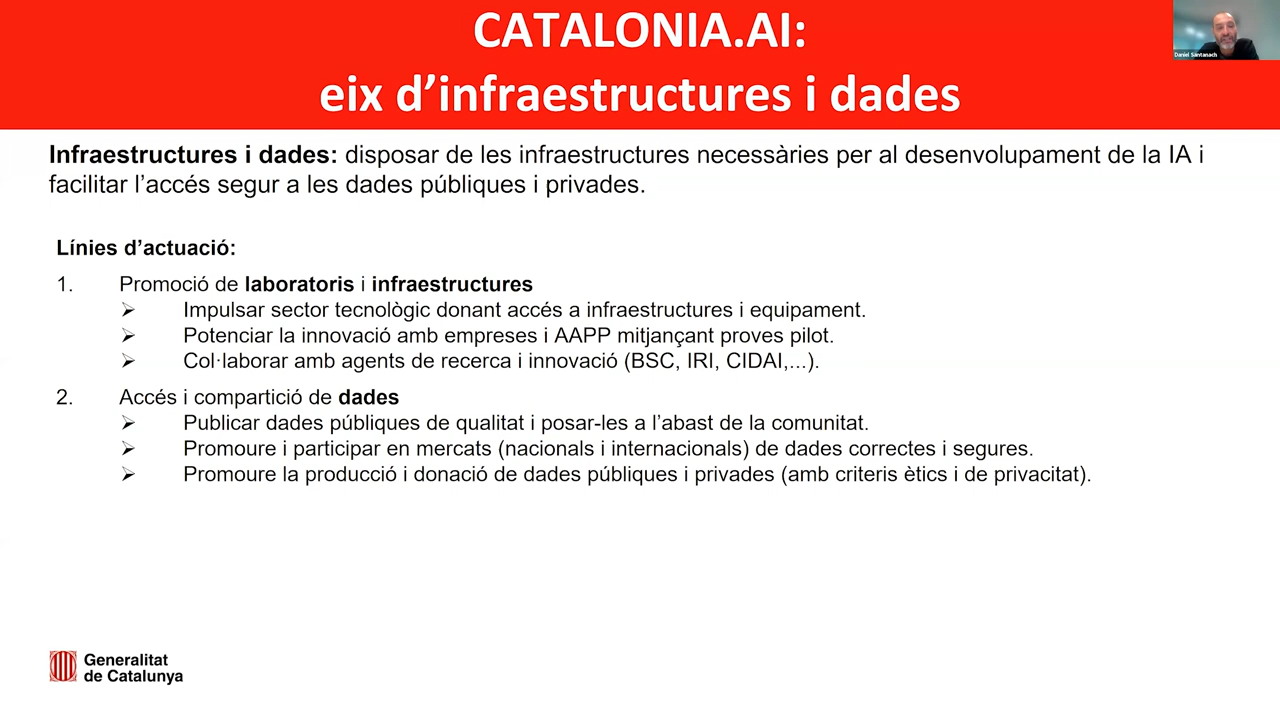 CATALONIA.AI:
eix d’infraestructures i dades
Daniel Santanach
Infraestructures i dades: disposar de les infraestructures necessàries per al desenvolupament de la IA i
facilitar l’accés segur a les dades públiques i privades.
Línies d’actuació:
1. Promoció de laboratoris i infraestructures
Impulsar sector tecnològic donant accés a infraestructures i equipament.
Potenciar la innovació amb empreses i AAPP mitjançant proves pilot.
Col·laborar amb agents de recerca i innovació (BSC, IRI, CIDAI,...).
2. Accés i compartició de dades
Publicar dades públiques de qualitat i posar-les a l’abast de la comunitat.
Promoure i participar en mercats (nacionals i internacionals) de dades correctes i segures.
Promoure la producció i donació de dades públiques i privades (amb criteris ètics i de privacitat).
Generalitat
de Catalunya